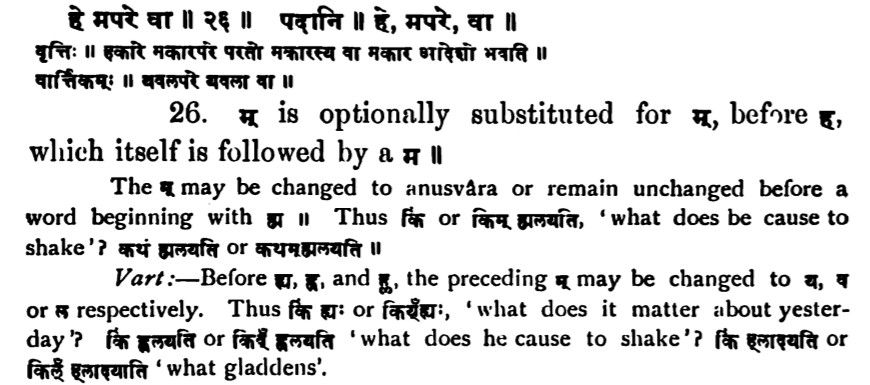 हे मपरे वा ॥ २६ ॥ पदानि ॥ हे, मपरे, वा ॥
वृत्तिः ॥ हकारे मकारपरे परतो मकारस्य वा मकार आदेशो भवति ॥
वार्त्तिकम्ः ॥ यवलपरे यवला वा ॥
26. म् is optionally substituted for म्, before ह्,
which itself is followed by a म ॥
The म् may be changed to anusvâra or remain unchanged before a
word beginning with ह्म ॥ Thus किं or किम् ह्मलयति, 'what does be cause to
shake'? कथं ह्मलयति or कथमह्मलयति ॥
Vart:—Before ह्य, ह्व, and ह्ल, the preceding म् may be changed to य, व
or ल respectively. Thus किं ह्यः or कियँ्ह्यः, 'what does it matter about yester-
day'? किं ह्वलयति or किवँ् ह्वलयति 'what does he cause to shake'? किं ह्लादयति or
किलँ् ह्लादयाति 'what gladdens'.